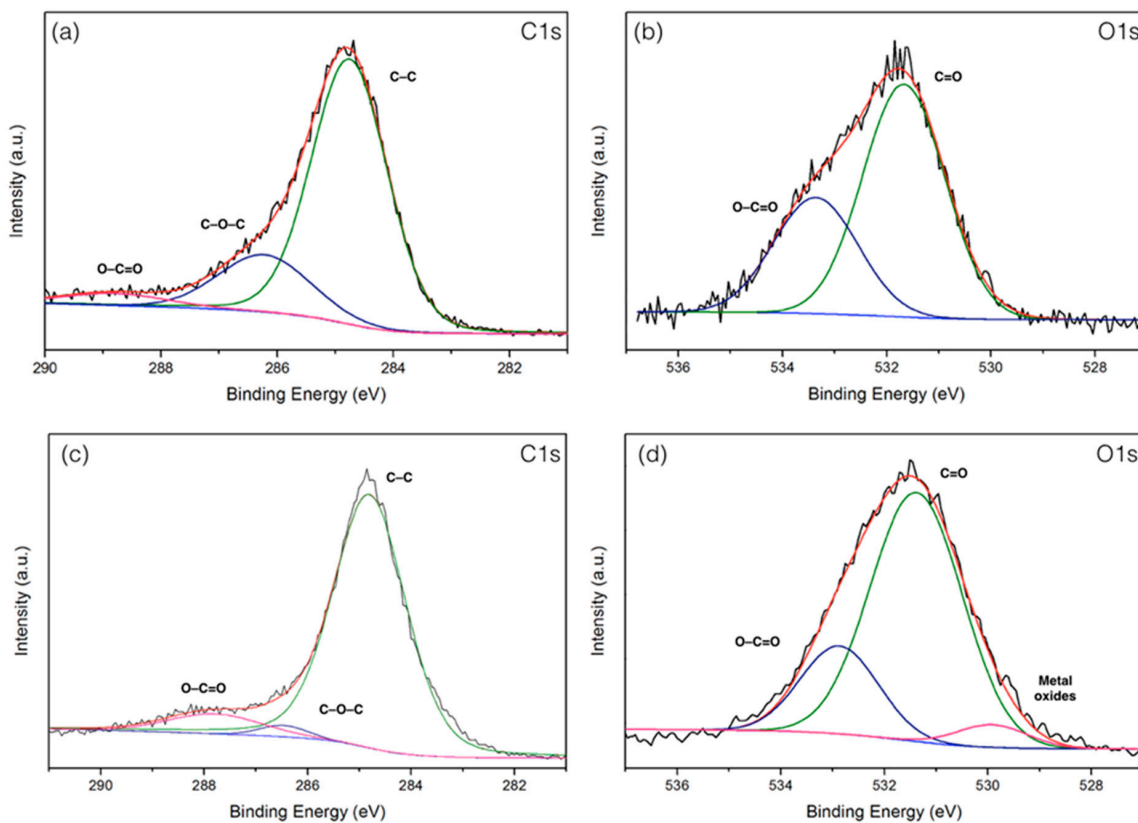 (a)
C1s
C–C
C–O–C
O–C=O
Intensity (a.u.)
290
288
286
284
282
Binding Energy (eV)
(b)
O1s
C=O
O–C=O
Intensity (a.u.)
536
534
532
530
528
Binding Energy (eV)
(c)
C1s
C–C
O–C=O
C–O–C
Intensity (a.u.)
290
288
286
284
282
Binding Energy (eV)
(d)
O1s
C=O
O–C=O
Metal
oxides
Intensity (a.u.)
536
534
532
530
528
Binding Energy (eV)